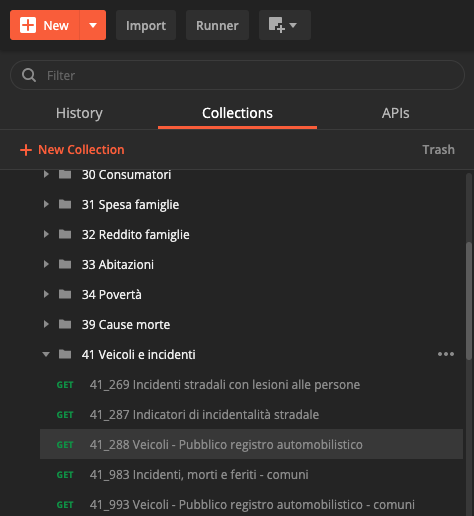 New Import Runner
Filter
History Collections APIs
+ New Collection Trash
30 Consumatori
31 Spesa famiglie
32 Reddito famiglie
33 Abitazioni
34 Povertà
39 Cause morte
41 Veicoli e incidenti
GET 41_269 Incidenti stradali con lesioni alle persone
GET 41_287 Indicatori di incidentalità stradale
GET 41_288 Veicoli - Pubblico registro automobilistico
GET 41_983 Incidenti, morti e feriti - comuni
GET 41_993 Veicoli - Pubblico registro automobilistico - comuni